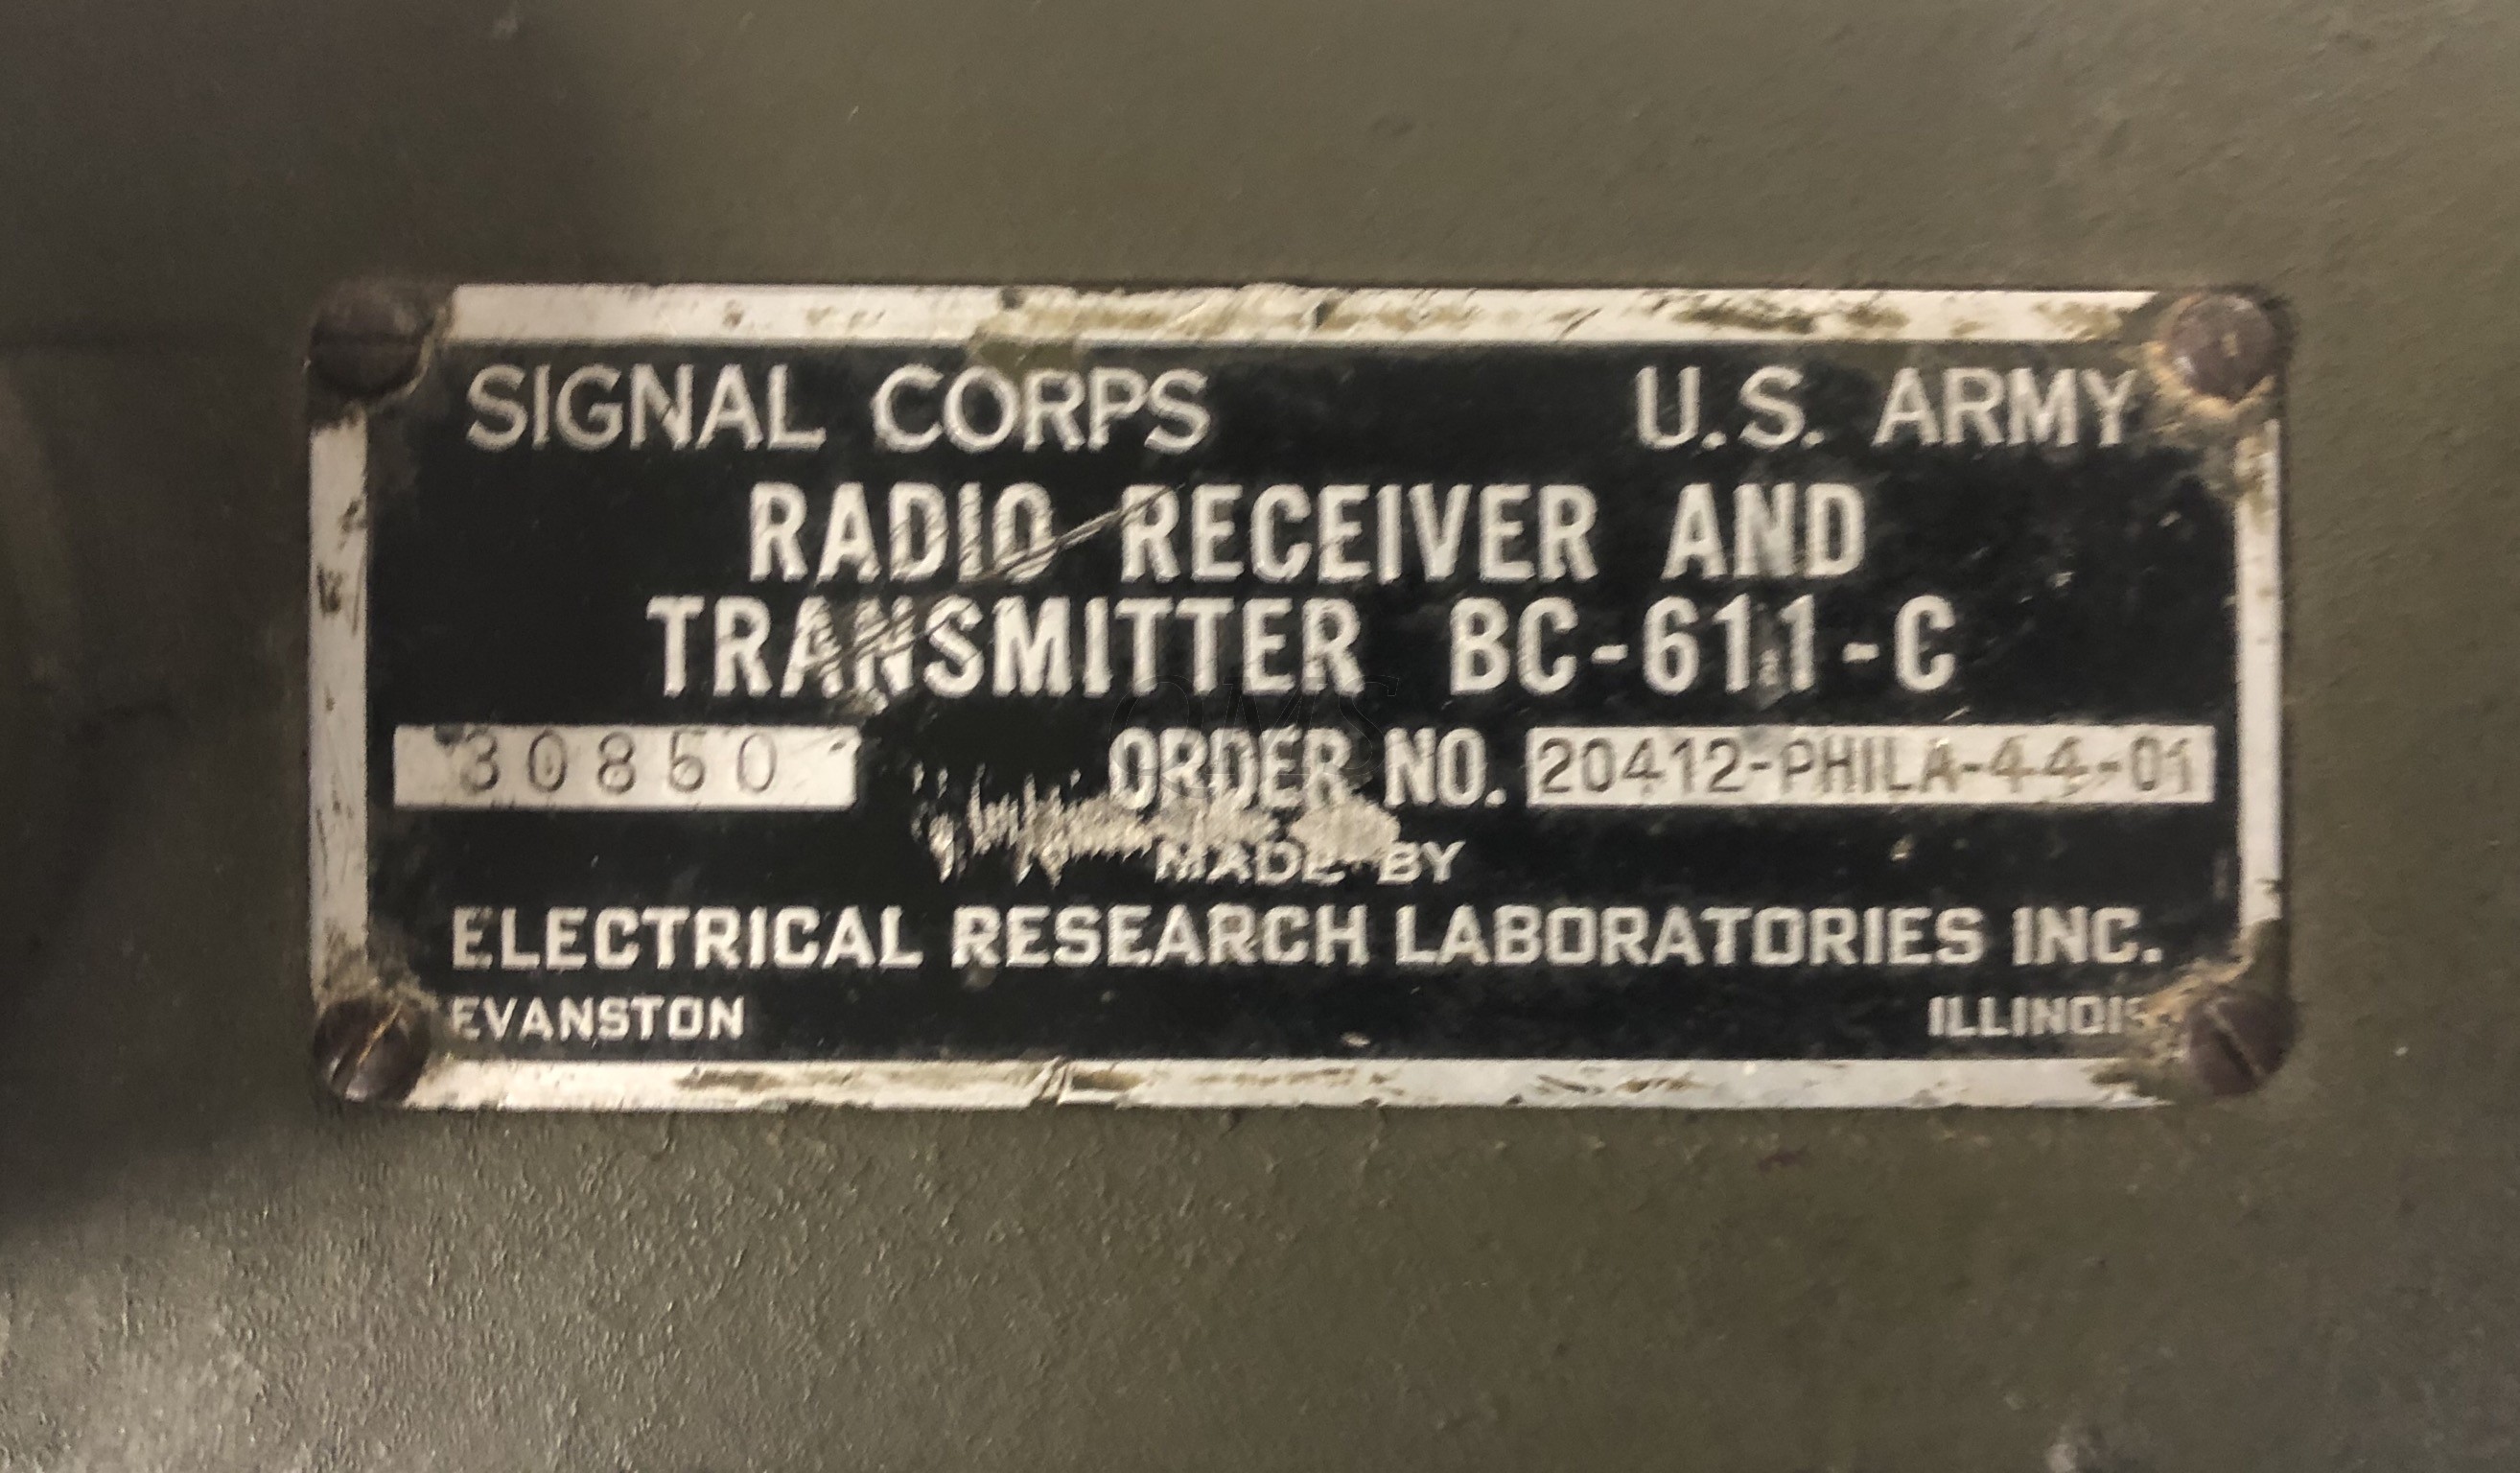 SIGNAL CORPS U.S. ARMY
RADIO RECEIVER AND
TRANSMITTER BC-611-C
30850 ORDER NO. 20412-PHILA-44-01
MADE BY
ELECTRICAL RESEARCH LABORATORIES INC.
EVANSTON ILLINOIS
QMS